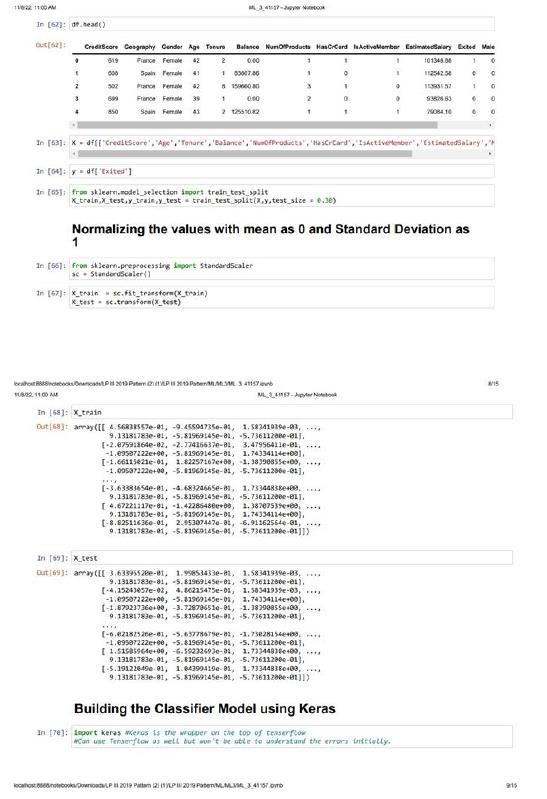 11/8/22, 11:00 AM ML_3_41157 - Jupyter Notebook
In [62]: df.head()
Out[62]:
CreditScore Geography Gender Age Tenure Balance NumOfProducts HasCrCard IsActiveMember EstimatedSalary Exited Male
0 619 France Female 42 2 0.00 1 1 1 101348.88 1 0
1 608 Spain Female 41 1 83807.86 1 0 1 112542.58 0 0
2 502 France Female 42 8 159660.80 3 1 0 113931.57 1 0
3 699 France Female 39 1 0.00 2 0 0 93826.63 0 0
4 850 Spain Female 43 2 125510.82 1 1 1 79084.10 0 0
In [63]: X = df[['CreditScore','Age','Tenure','Balance','NumOfProducts','HasCrCard','IsActiveMember','EstimatedSalary','M
In [64]: y = df['Exited']
In [65]: from sklearn.model_selection import train_test_split
X_train,X_test,y_train,y_test = train_test_split(X,y,test_size = 0.30)
Normalizing the values with mean as 0 and Standard Deviation as
1
In [66]: from sklearn.preprocessing import StandardScaler
sc = StandardScaler()
In [67]: X_train = sc.fit_transform(X_train)
X_test = sc.transform(X_test)
localhost:8888/notebooks/Downloads/LP III 2019 Pattern (2) (1)/LP III 2019 Pattern/ML/ML3/ML_3_41157.ipynb 8/15
11/8/22, 11:00 AM ML_3_41157 - Jupyter Notebook
In [68]: X_train
Out[68]: array([[ 4.56838557e-01, -9.45594735e-01, 1.58341939e-03, ...,
9.13181783e-01, -5.81969145e-01, -5.73611200e-01],
[-2.07591864e-02, -2.77416637e-01, 3.47956411e-01, ...,
-1.09507222e+00, -5.81969145e-01, 1.74334114e+00],
[-1.66115021e-01, 1.82257167e+00, -1.38390055e+00, ...,
-1.09507222e+00, -5.81969145e-01, -5.73611200e-01],
...,
[-3.63383654e-01, -4.68324665e-01, 1.73344838e+00, ...,
9.13181783e-01, -5.81969145e-01, -5.73611200e-01],
[ 4.67221117e-01, -1.42286480e+00, 1.38707539e+00, ...,
9.13181783e-01, -5.81969145e-01, 1.74334114e+00],
[-8.82511636e-01, 2.95307447e-01, -6.91162564e-01, ...,
9.13181783e-01, -5.81969145e-01, -5.73611200e-01]])
In [69]: X_test
Out[69]: array([[ 3.63395520e-01, 1.99853433e-01, 1.58341939e-03, ...,
9.13181783e-01, -5.81969145e-01, -5.73611200e-01],
[-4.15243057e-02, 4.86215475e-01, 1.73344838e+00, ...,
-1.09507222e+00, -5.81969145e-01, 1.74334114e+00],
[-1.87923736e+00, -3.72870651e-01, -1.38390055e+00, ...,
9.13181783e-01, -5.81969145e-01, -5.73611200e-01],
...,
[-6.02182526e-01, -5.63778679e-01, -1.73028154e+00, ...,
-1.09507222e+00, -5.81969145e-01, -5.73611200e-01],
[ 1.51585964e+00, -6.59232693e-01, 1.73344838e+00, ...,
9.13181783e-01, -5.81969145e-01, -5.73611200e-01],
[-5.19122049e-01, 1.04399419e-01, 1.73344838e+00, ...,
9.13181783e-01, -5.81969145e-01, -5.73611200e-01]])
Building the Classifier Model using Keras
In [70]: import keras #Keras is the wrapper on the top of tenserflow
#Can use Tenserflow as well but won't be able to understand the errors initially.
localhost:8888/notebooks/Downloads/LP III 2019 Pattern (2) (1)/LP III 2019 Pattern/ML/ML3/ML_3_41157.ipynb 9/15